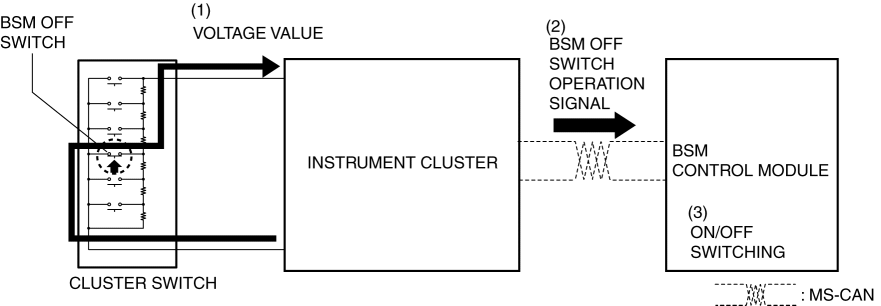 BSM OFF
SWITCH
(1)
VOLTAGE VALUE
(2)
BSM OFF
SWITCH
OPERATION
SIGNAL
INSTRUMENT CLUSTER
BSM
CONTROL MODULE
(3)
ON/OFF
SWITCHING
CLUSTER SWITCH
: MS-CAN